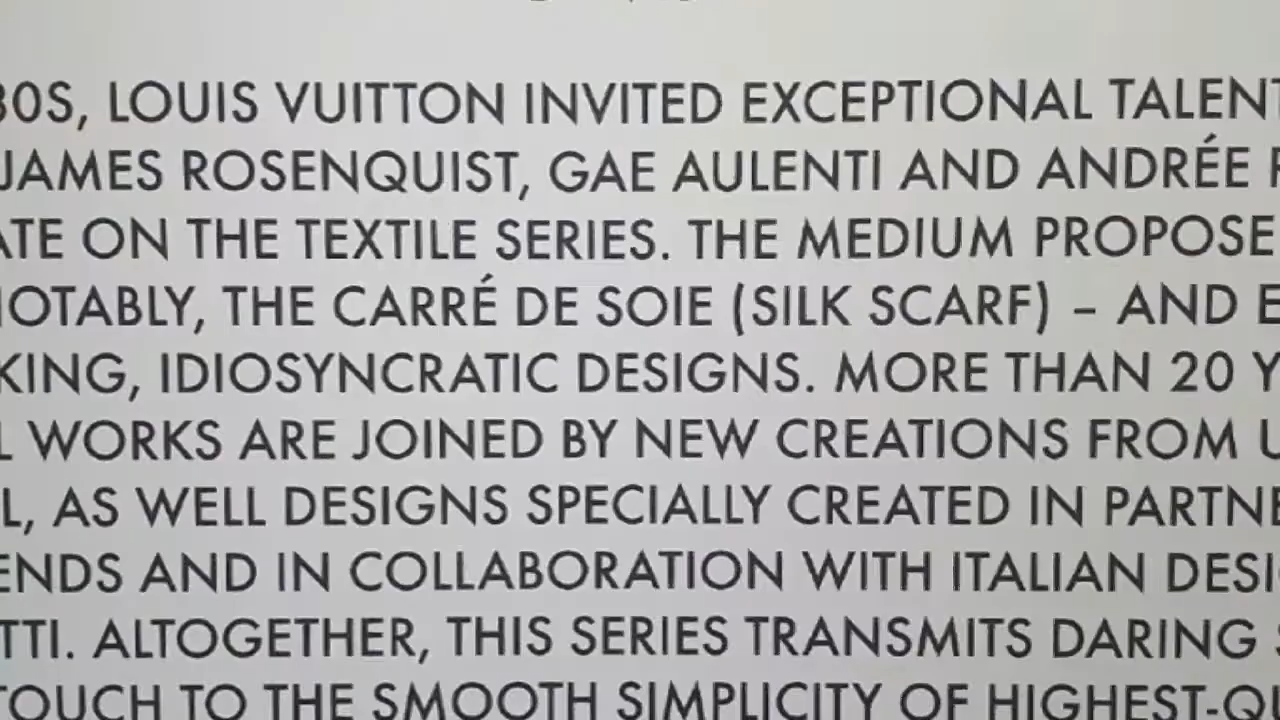 80S, LOUIS VUITTON INVITED EXCEPTIONAL TALENT
JAMES ROSENQUIST, GAE AULENTI AND ANDRÉE
ATE ON THE TEXTILE SERIES. THE MEDIUM PROPOSE
NOTABLY, THE CARRÉ DE SOIE (SILK SCARF) – AND E
KING, IDIOSYNCRATIC DESIGNS. MORE THAN 20 Y
L WORKS ARE JOINED BY NEW CREATIONS FROM U
L, AS WELL DESIGNS SPECIALLY CREATED IN PARTNE
ENDS AND IN COLLABORATION WITH ITALIAN DESI
TTI. ALTOGETHER, THIS SERIES TRANSMITS DARING S
TOUCH TO THE SMOOTH SIMPLICITY OF HIGHEST-QU